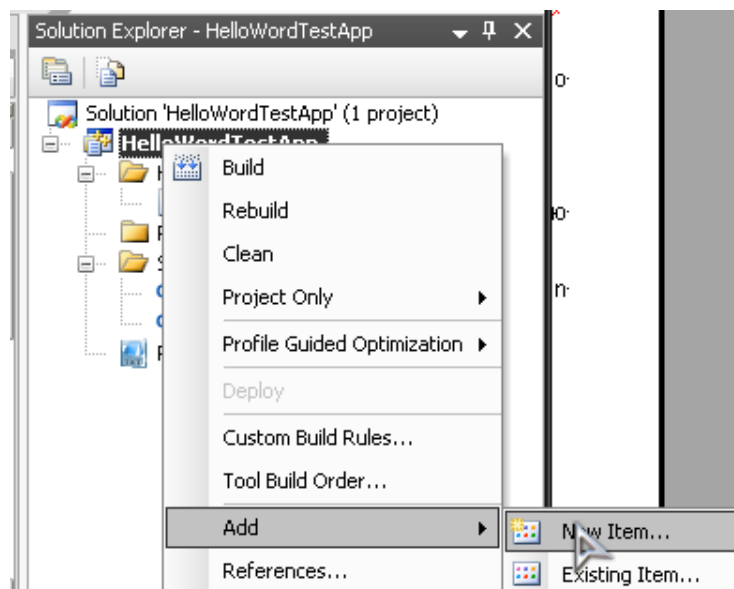 Solution Explorer - HelloWordTestApp
Solution 'HelloWordTestApp' (1 project)
HelloWordTestApp
Build
Rebuild
Clean
Project Only
Profile Guided Optimization
Deploy
Custom Build Rules...
Tool Build Order...
Add
New Item...
References...
Existing Item...